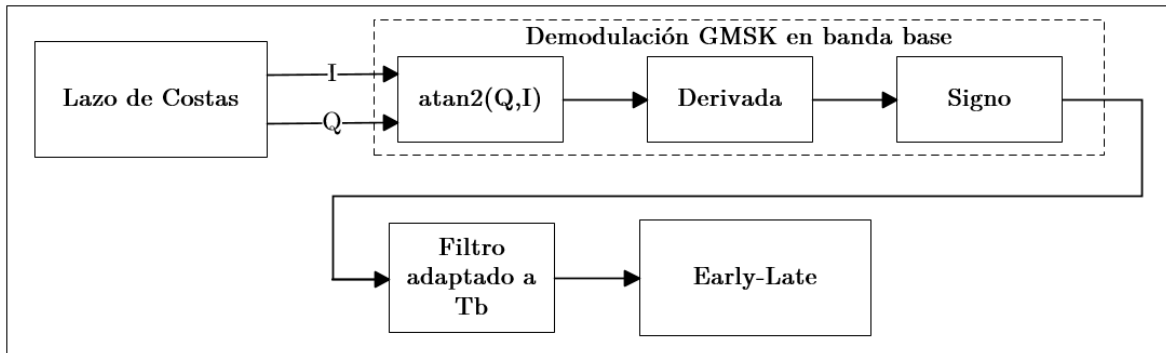 Demodulación GMSK en banda base
Lazo de Costas
I
Q
atan2(Q,I)
Derivada
Signo
Filtro
adaptado a
Tb
Early-Late